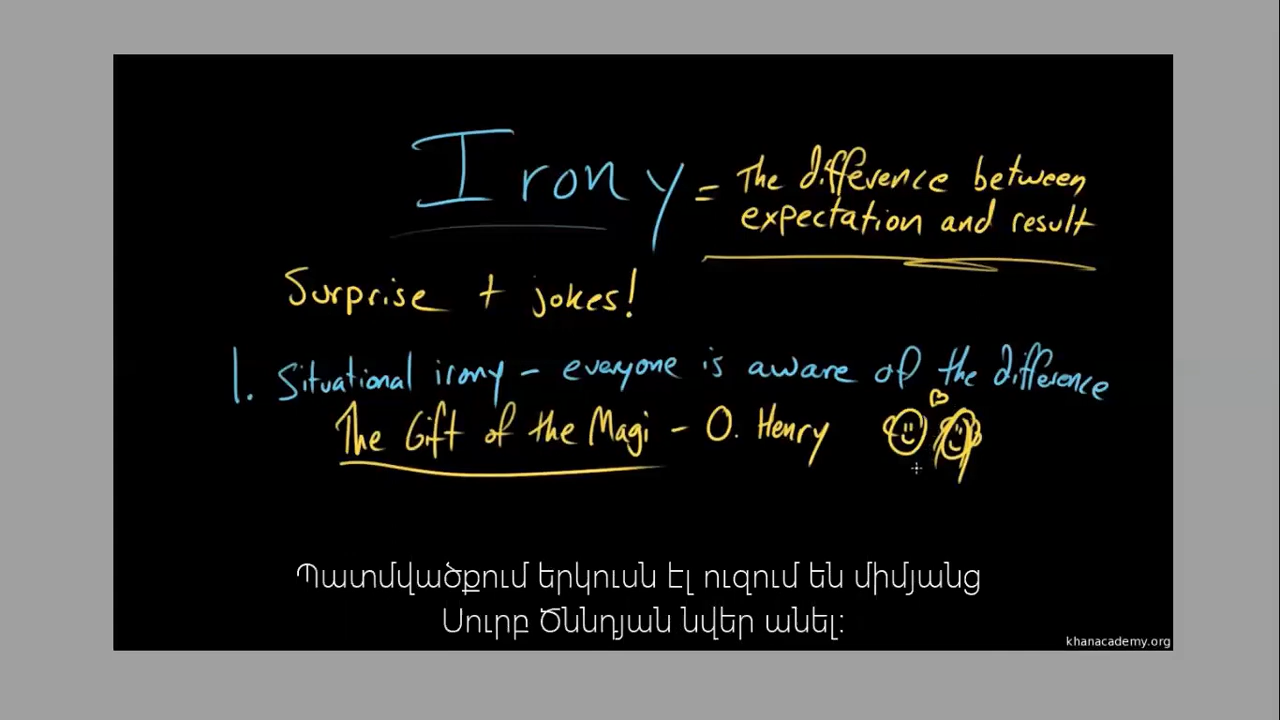 Irony = The difference between
expectation and result
Surprise + jokes!
1. Situational irony - everyone is aware of the difference
The Gift of the Magi - O. Henry
Պատմվածքում երկուսն էլ ուզում են միմյանց
Սուրբ Ծննդյան նվեր անել:
khanacademy.org